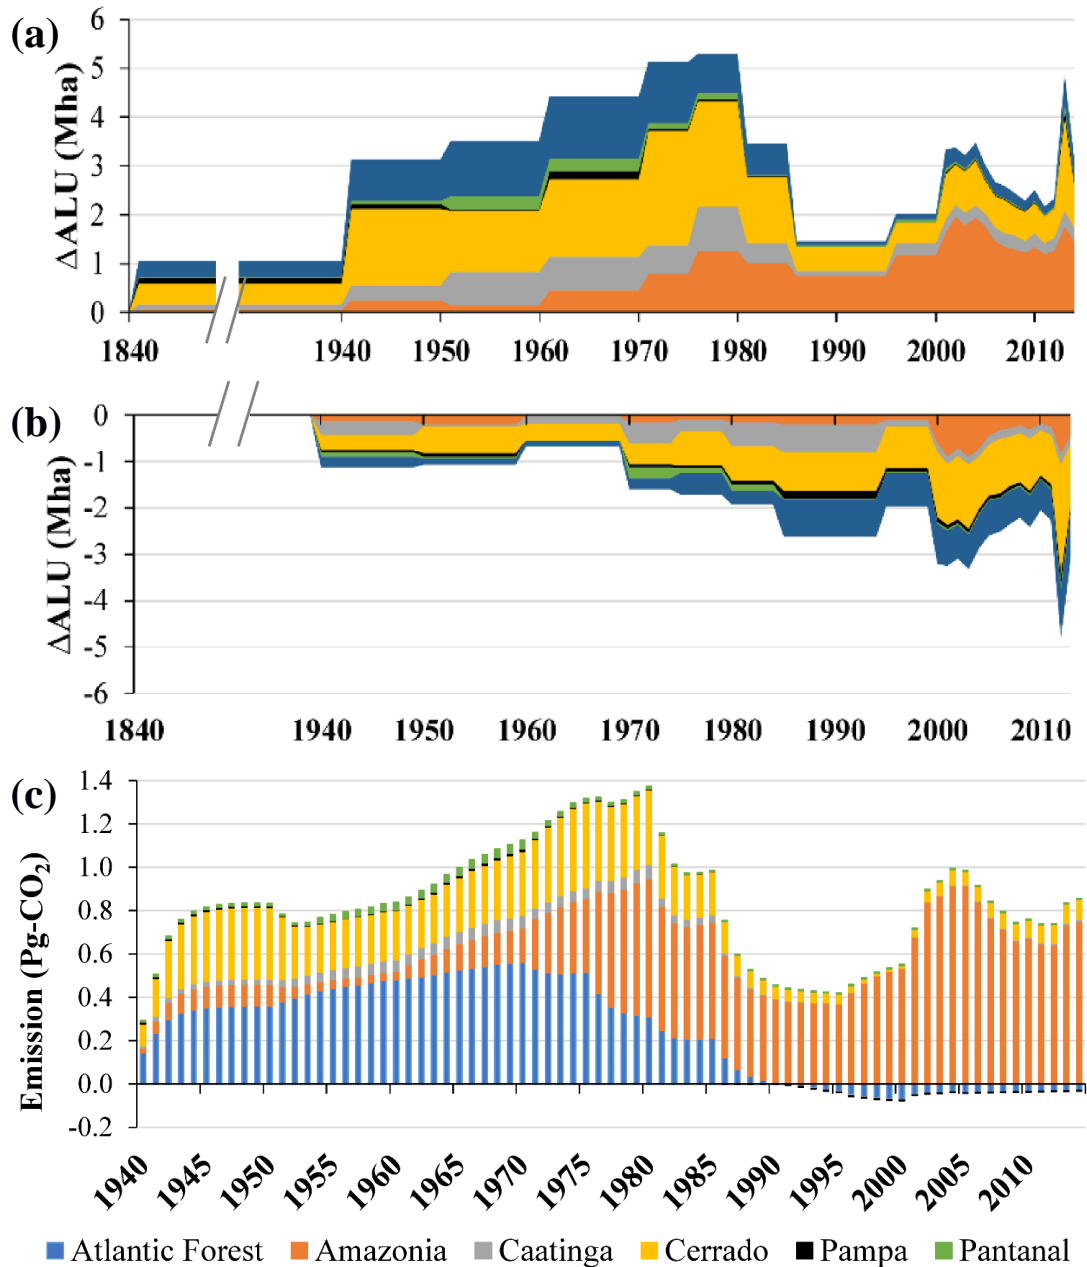 (a)
ΔALU (Mha)
6
5
4
3
2
1
0
1840 1940 1950 1960 1970 1980 1990 2000 2010
(b)
ΔALU (Mha)
0
-1
-2
-3
-4
-5
-6
1840 1940 1950 1960 1970 1980 1990 2000 2010
(c)
Emission (Pg-CO₂)
1.4
1.2
1.0
0.8
0.6
0.4
0.2
0.0
-0.2
1940 1945 1950 1955 1960 1965 1970 1975 1980 1985 1990 1995 2000 2005 2010
Atlantic Forest Amazonia Caatinga Cerrado Pampa Pantanal